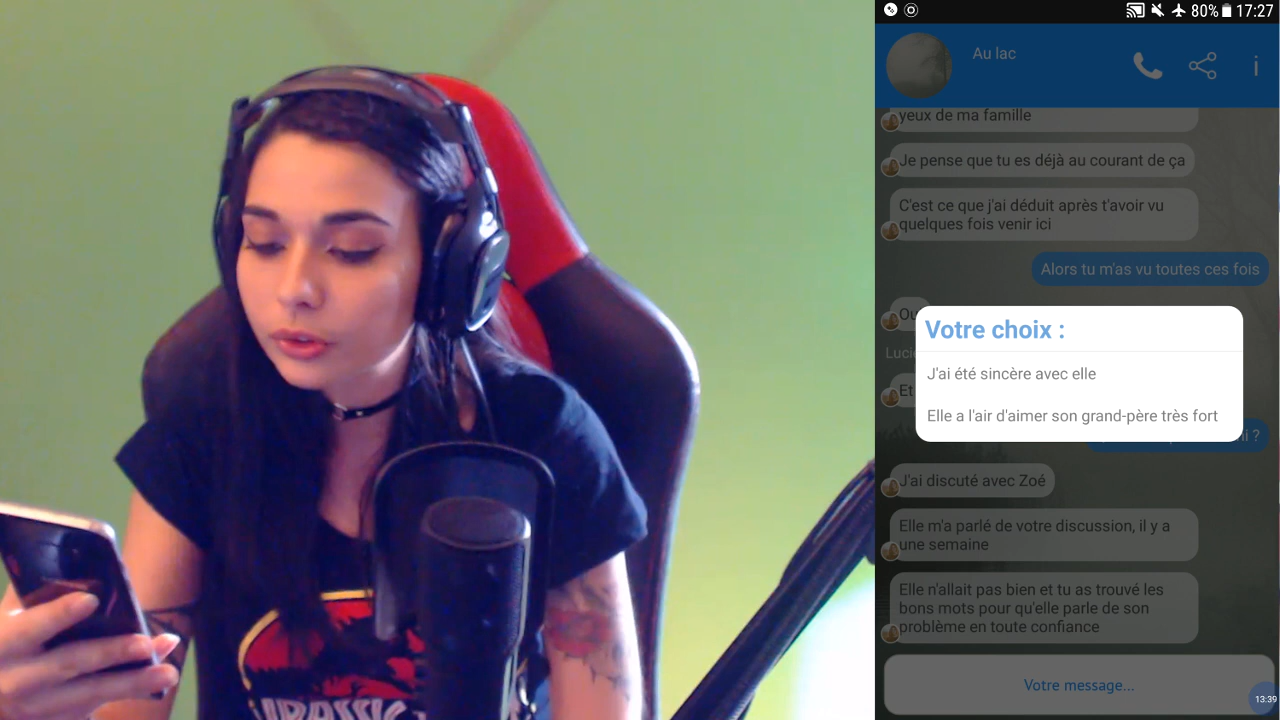 80% 17:27
Au lac
yeux de ma famille
Je pense que tu es déjà au courant de ça
C'est ce que j'ai déduit après t'avoir vu
quelques fois venir ici
Alors tu m'as vu toutes ces fois
Votre choix :
J'ai été sincère avec elle
Et
Elle a l'air d'aimer son grand-père très fort
?
J'ai discuté avec Zoé
Elle m'a parlé de votre discussion, il y a
une semaine
Elle n'allait pas bien et tu as trouvé les
bons mots pour qu'elle parle de son
problème en toute confiance
Votre message...
13:39
JURASSIC